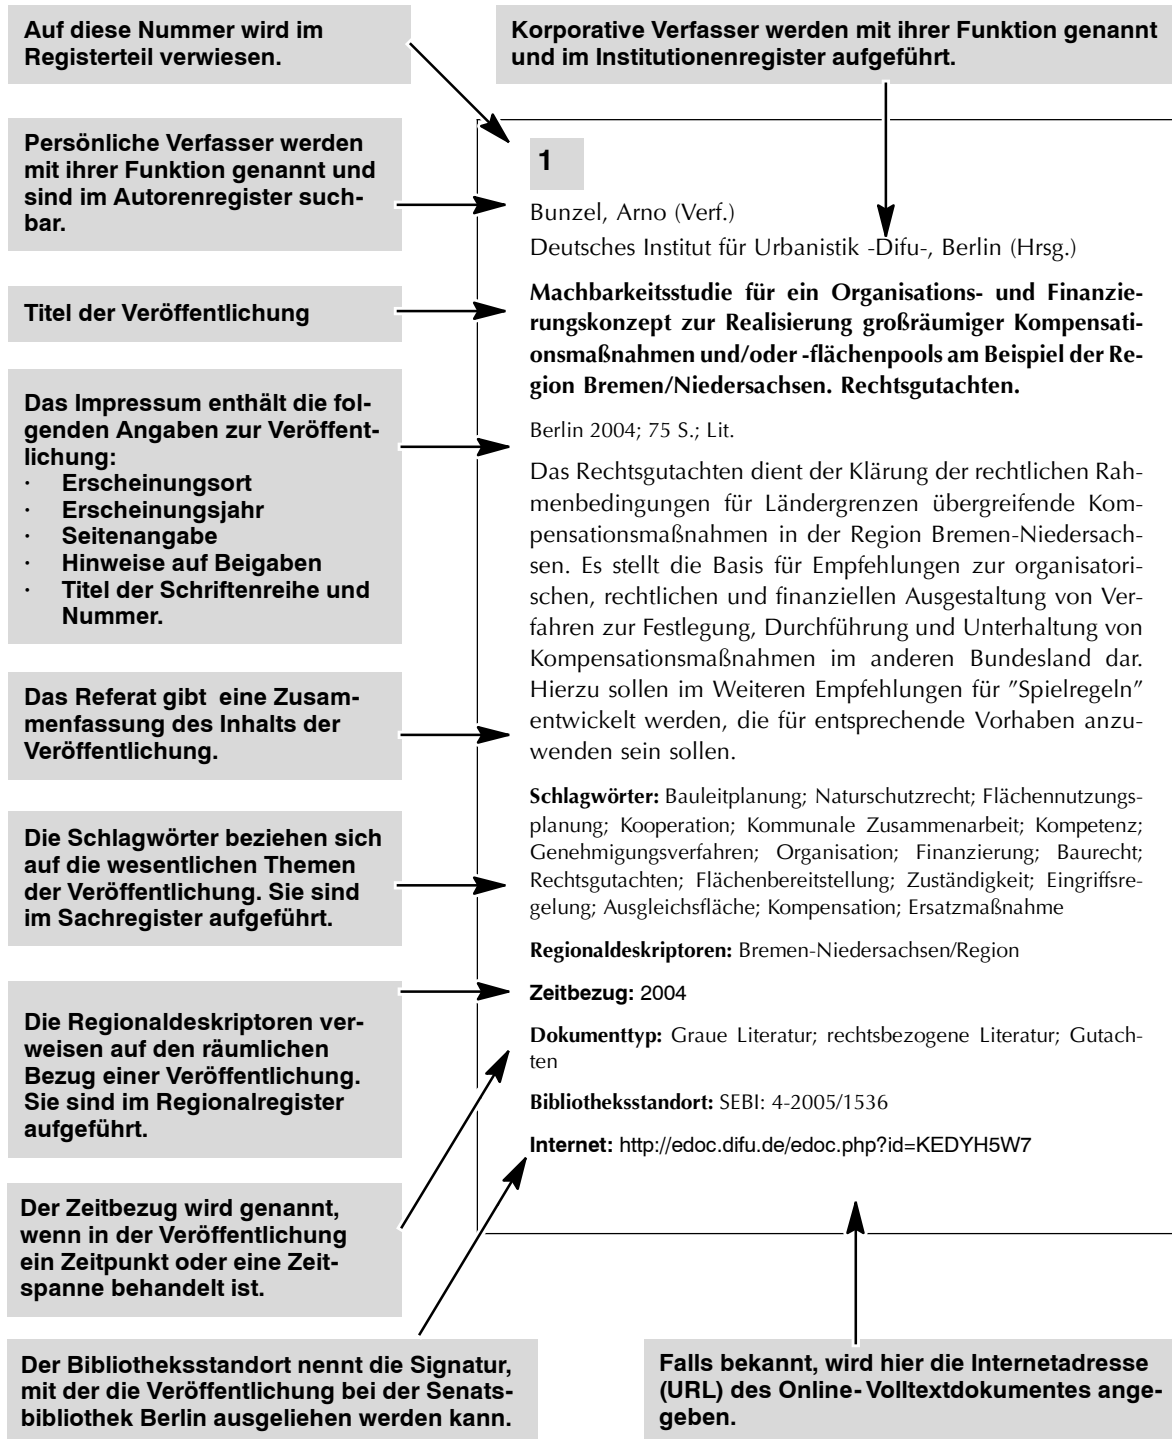 Auf diese Nummer wird im
Registerteil verwiesen.
Korporative Verfasser werden mit ihrer Funktion genannt
und im Institutionenregister aufgeführt.
Persönliche Verfasser werden
mit ihrer Funktion genannt und
sind im Autorenregister such-
bar.
Titel der Veröffentlichung
Das Impressum enthält die fol-
genden Angaben zur Veröffent-
lichung:
· Erscheinungsort
· Erscheinungsjahr
· Seitenangabe
· Hinweise auf Beigaben
· Titel der Schriftenreihe und
Nummer.
Das Referat gibt eine Zusam-
menfassung des Inhalts der
Veröffentlichung.
Die Schlagwörter beziehen sich
auf die wesentlichen Themen
der Veröffentlichung. Sie sind
im Sachregister aufgeführt.
Die Regionaldeskriptoren ver-
weisen auf den räumlichen
Bezug einer Veröffentlichung.
Sie sind im Regionalregister
aufgeführt.
Der Zeitbezug wird genannt,
wenn in der Veröffentlichung
ein Zeitpunkt oder eine Zeit-
spanne behandelt ist.
Der Bibliotheksstandort nennt die Signatur,
mit der die Veröffentlichung bei der Senats-
bibliothek Berlin ausgeliehen werden kann.
1
Bunzel, Arno (Verf.)
Deutsches Institut für Urbanistik -Difu-, Berlin (Hrsg.)
Machbarkeitsstudie für ein Organisations- und Finanzie-
rungskonzept zur Realisierung großräumiger Kompensati-
onsmaßnahmen und/oder -flächenpools am Beispiel der Re-
gion Bremen/Niedersachsen. Rechtsgutachten.
Berlin 2004; 75 S.; Lit.
Das Rechtsgutachten dient der Klärung der rechtlichen Rah-
menbedingungen für Ländergrenzen übergreifende Kom-
pensationsmaßnahmen in der Region Bremen-Niedersach-
sen. Es stellt die Basis für Empfehlungen zur organisatori-
schen, rechtlichen und finanziellen Ausgestaltung von Ver-
fahren zur Festlegung, Durchführung und Unterhaltung von
Kompensationsmaßnahmen im anderen Bundesland dar.
Hierzu sollen im Weiteren Empfehlungen für "Spielregeln"
entwickelt werden, die für entsprechende Vorhaben anzu-
wenden sein sollen.
Schlagwörter: Bauleitplanung; Naturschutzrecht; Flächennutzungs-
planung; Kooperation; Kommunale Zusammenarbeit; Kompetenz;
Genehmigungsverfahren; Organisation; Finanzierung; Baurecht;
Rechtsgutachten; Flächenbereitstellung; Zuständigkeit; Eingriffsre-
gelung; Ausgleichsfläche; Kompensation; Ersatzmaßnahme
Regionaldeskriptoren: Bremen-Niedersachsen/Region
Zeitbezug: 2004
Dokumenttyp: Graue Literatur; rechtsbezogene Literatur; Gutach-
ten
Bibliotheksstandort: SEBI: 4-2005/1536
Internet: http://edoc.difu.de/edoc.php?id=KEDYH5W7
Falls bekannt, wird hier die Internetadresse
(URL) des Online-Volltextdokumentes ange-
geben.